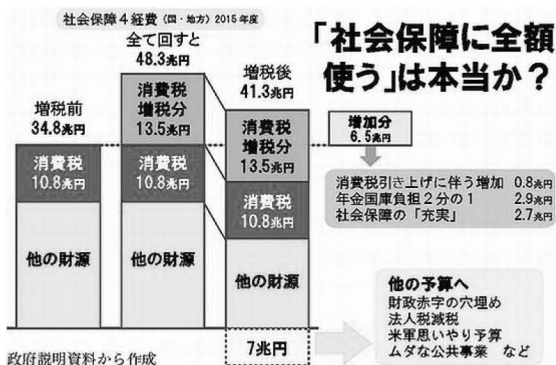 社会保障４経費（国・地方）2015年度
「社会保障に全額
使う」は本当か？
増税前
34.8兆円
消費税
10.8兆円
他の財源
全て回すと
48.3兆円
消費税
増税分
13.5兆円
消費税
10.8兆円
他の財源
増税後
41.3兆円
消費税
増税分
13.5兆円
消費税
10.8兆円
他の財源
7兆円
増加分
6.5兆円
消費税引き上げに伴う増加 0.8兆円
年金国庫負担２分の１ 2.9兆円
社会保障の「充実」 2.7兆円
他の予算へ
財政赤字の穴埋め
法人税減税
米軍思いやり予算
ムダな公共事業 など
政府説明資料から作成